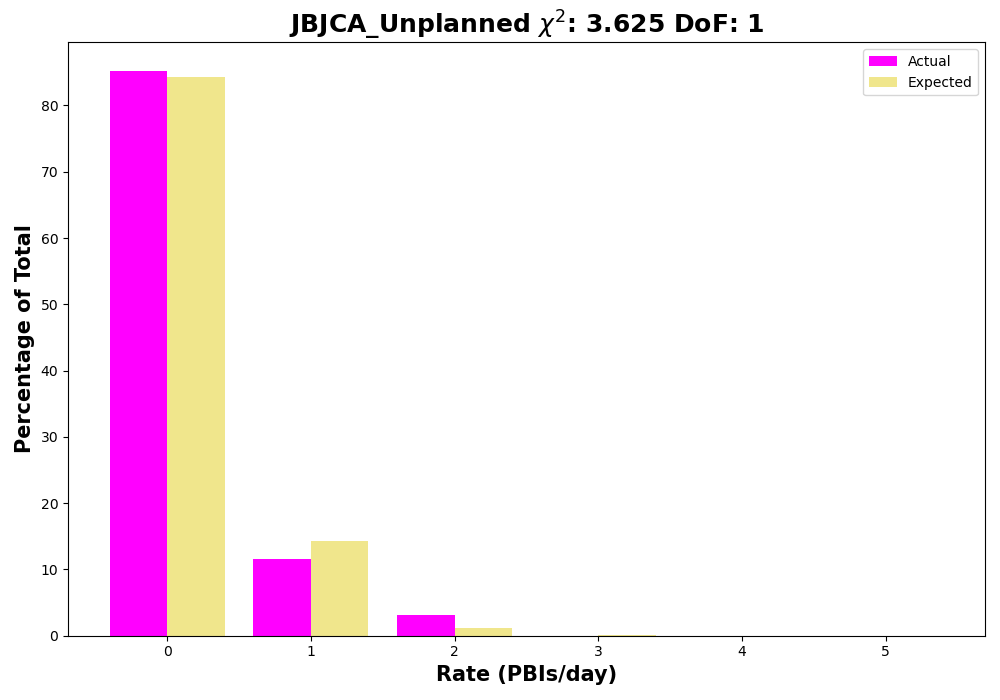 JBJCA_Unplanned χ²: 3.625 DoF: 1
Actual
Expected
Percentage of Total
80
70
60
50
40
30
20
10
0
0 1 2 3 4 5
Rate (PBIs/day)